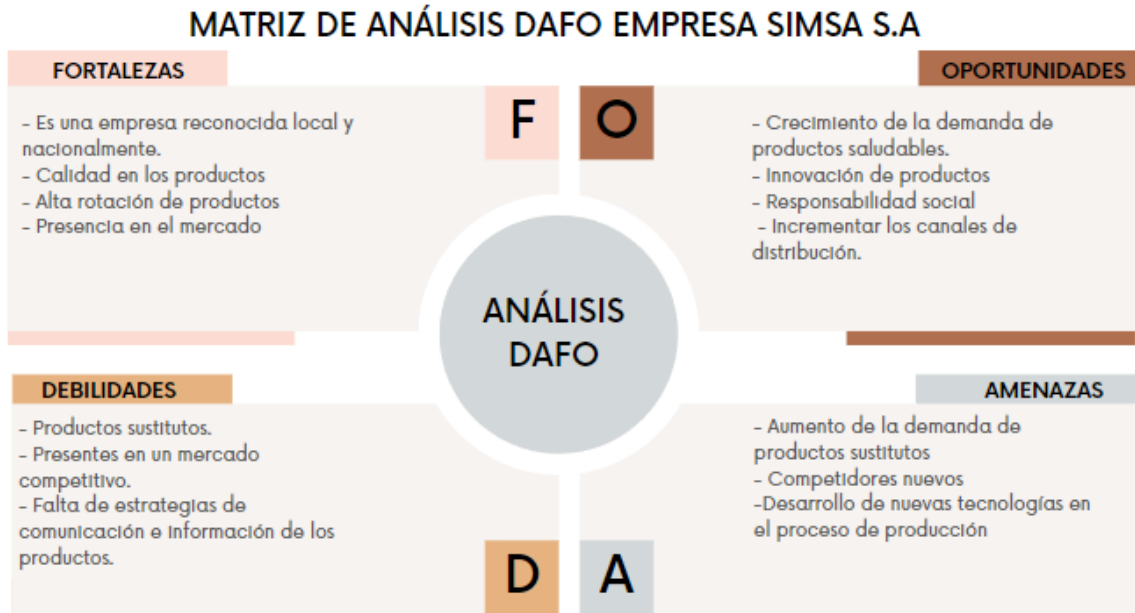 MATRIZ DE ANÁLISIS DAFO EMPRESA SIMSA S.A
FORTALEZAS
- Es una empresa reconocida local y
nacionalmente.
- Calidad en los productos
- Alta rotación de productos
- Presencia en el mercado
F
O
OPORTUNIDADES
- Crecimiento de la demanda de
productos saludables.
- Innovación de productos
- Responsabilidad social
- Incrementar los canales de
distribución.
ANÁLISIS
DAFO
DEBILIDADES
- Productos sustitutos.
- Presentes en un mercado
competitivo.
- Falta de estrategias de
comunicación e información de los
productos.
D
A
AMENAZAS
- Aumento de la demanda de
productos sustitutos
- Competidores nuevos
-Desarrollo de nuevas tecnologías en
el proceso de producción